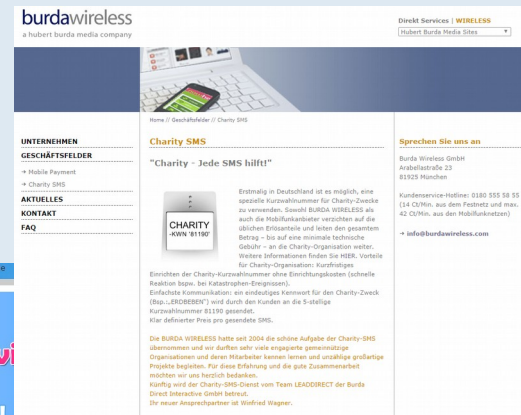 burdawireless
a hubert burda media company
Direkt Services | WIRELESS
Hubert Burda Media Sites
Home // Geschäftsfelder // Charity SMS
UNTERNEHMEN
GESCHÄFTSFELDER
→ Mobile Payment
→ Charity SMS
AKTUELLES
KONTAKT
FAQ
Charity SMS
"Charity - Jede SMS hilft!"
CHARITY
-KWN '81190'
Erstmalig in Deutschland ist es möglich, eine
spezielle Kurzwahlnummer für Charity-Zwecke
zu verwenden. Sowohl BURDA WIRELESS als
auch die Mobilfunkanbieter verzichten auf die
üblichen Erlösanteile und leiten den gesamtem
Betrag – bis auf eine minimale technische
Gebühr – an die Charity-Organisation weiter.
Weitere Informationen finden Sie HIER. Vorteile
für Charity-Organisation: Kurzfristiges
Einrichten der Charity-Kurzwahlnummer ohne Einrichtungskosten (schnelle
Reaktion bspw. bei Katastrophen-Ereignissen).
Einfachste Kommunikation: ein eindeutiges Kennwort für den Charity-Zweck
(Bsp.:„ERDBEBEN") wird durch den Kunden an die 5-stellige
Kurzwahlnummer 81190 gesendet.
Klar definierter Preis pro gesendete SMS.
Die BURDA WIRELESS hatte seit 2004 die schöne Aufgabe der Charity-SMS
übernommen und wir durften sehr viele engagierte gemeinnützige
Organisationen und deren Mitarbeiter kennen lernen und unzählige großartige
Projekte begleiten. Für diese Erfahrung und die gute Zusammenarbeit
möchten wir uns herzlich bedanken.
Künftig wird der Charity-SMS-Dienst vom Team LEADDIRECT der Burda
Direct Interactive GmbH betreut.
Ihr neuer Ansprechpartner ist Winfried Wagner.
Sprechen Sie uns an
Burda Wireless GmbH
Arabellastraße 23
81925 München
Kundenservice-Hotline: 0180 555 58 55
(14 Ct/Min. aus dem Festnetz und max.
42 Ct/Min. aus den Mobilfunknetzen)
→ info@burdawireless.com